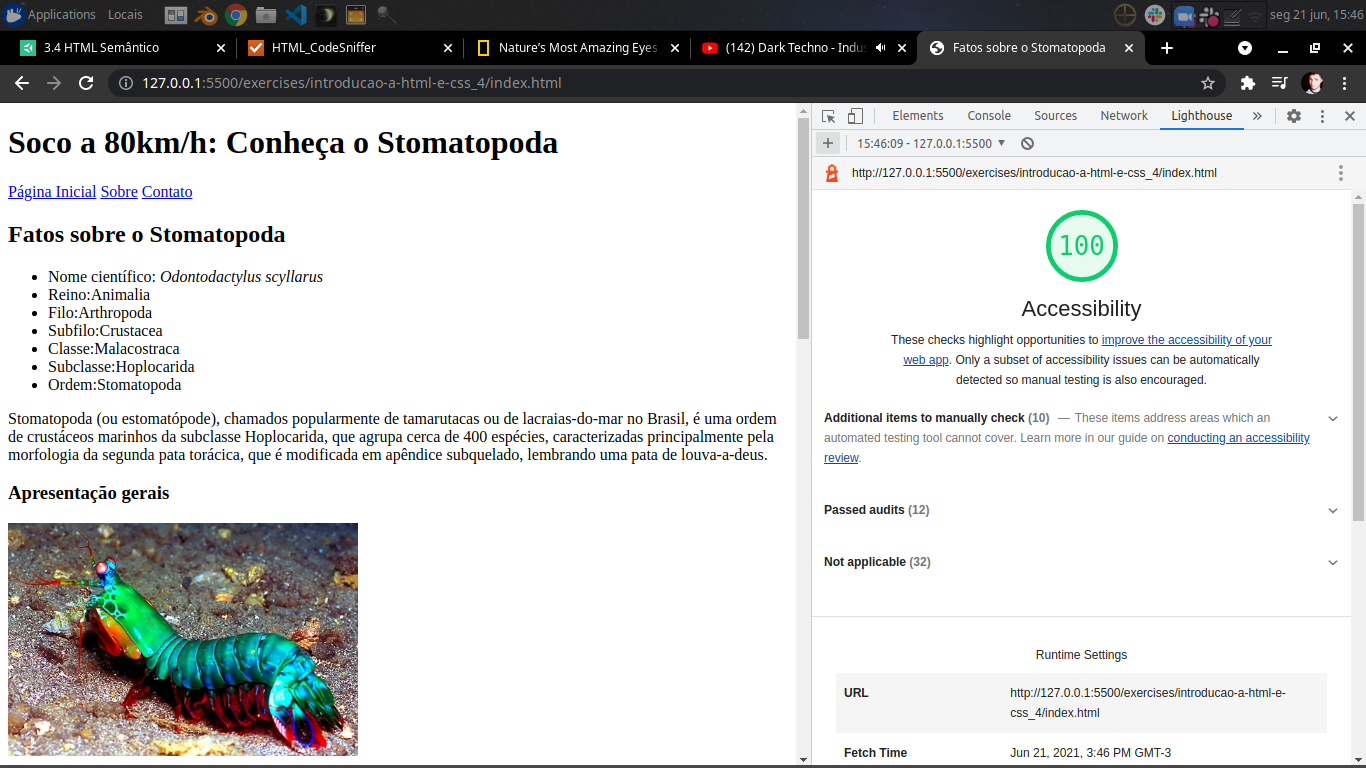 Applications Locais seg 21 jun, 15:46
3.4 HTML Semântico HTML_CodeSniffer Nature's Most Amazing Eyes (142) Dark Techno - Indu Fatos sobre o Stomatopoda
127.0.0.1:5500/exercises/introducao-a-html-e-css_4/index.html
Soco a 80km/h: Conheça o Stomatopoda
Página Inicial Sobre Contato
Fatos sobre o Stomatopoda
Nome científico: Odontodactylus scyllarus
Reino:Animalia
Filo:Arthropoda
Subfilo:Crustacea
Classe:Malacostraca
Subclasse:Hoplocarida
Ordem:Stomatopoda
Stomatopoda (ou estomatópode), chamados popularmente de tamarutacas ou de lacraias-do-mar no Brasil, é uma ordem
de crustáceos marinhos da subclasse Hoplocarida, que agrupa cerca de 400 espécies, caracterizadas principalmente pela
morfologia da segunda pata torácica, que é modificada em apêndice subquelado, lembrando uma pata de louva-a-deus.
Apresentação gerais
Elements Console Sources Network Lighthouse
15:46:09 - 127.0.0.1:5500
http://127.0.0.1:5500/exercises/introducao-a-html-e-css_4/index.html
100
Accessibility
These checks highlight opportunities to improve the accessibility of your
web app. Only a subset of accessibility issues can be automatically
detected so manual testing is also encouraged.
Additional items to manually check (10) — These items address areas which an
automated testing tool cannot cover. Learn more in our guide on conducting an accessibility
review.
Passed audits (12)
Not applicable (32)
Runtime Settings
URL http://127.0.0.1:5500/exercises/introducao-a-html-e-
css_4/index.html
Fetch Time Jun 21, 2021, 3:46 PM GMT-3